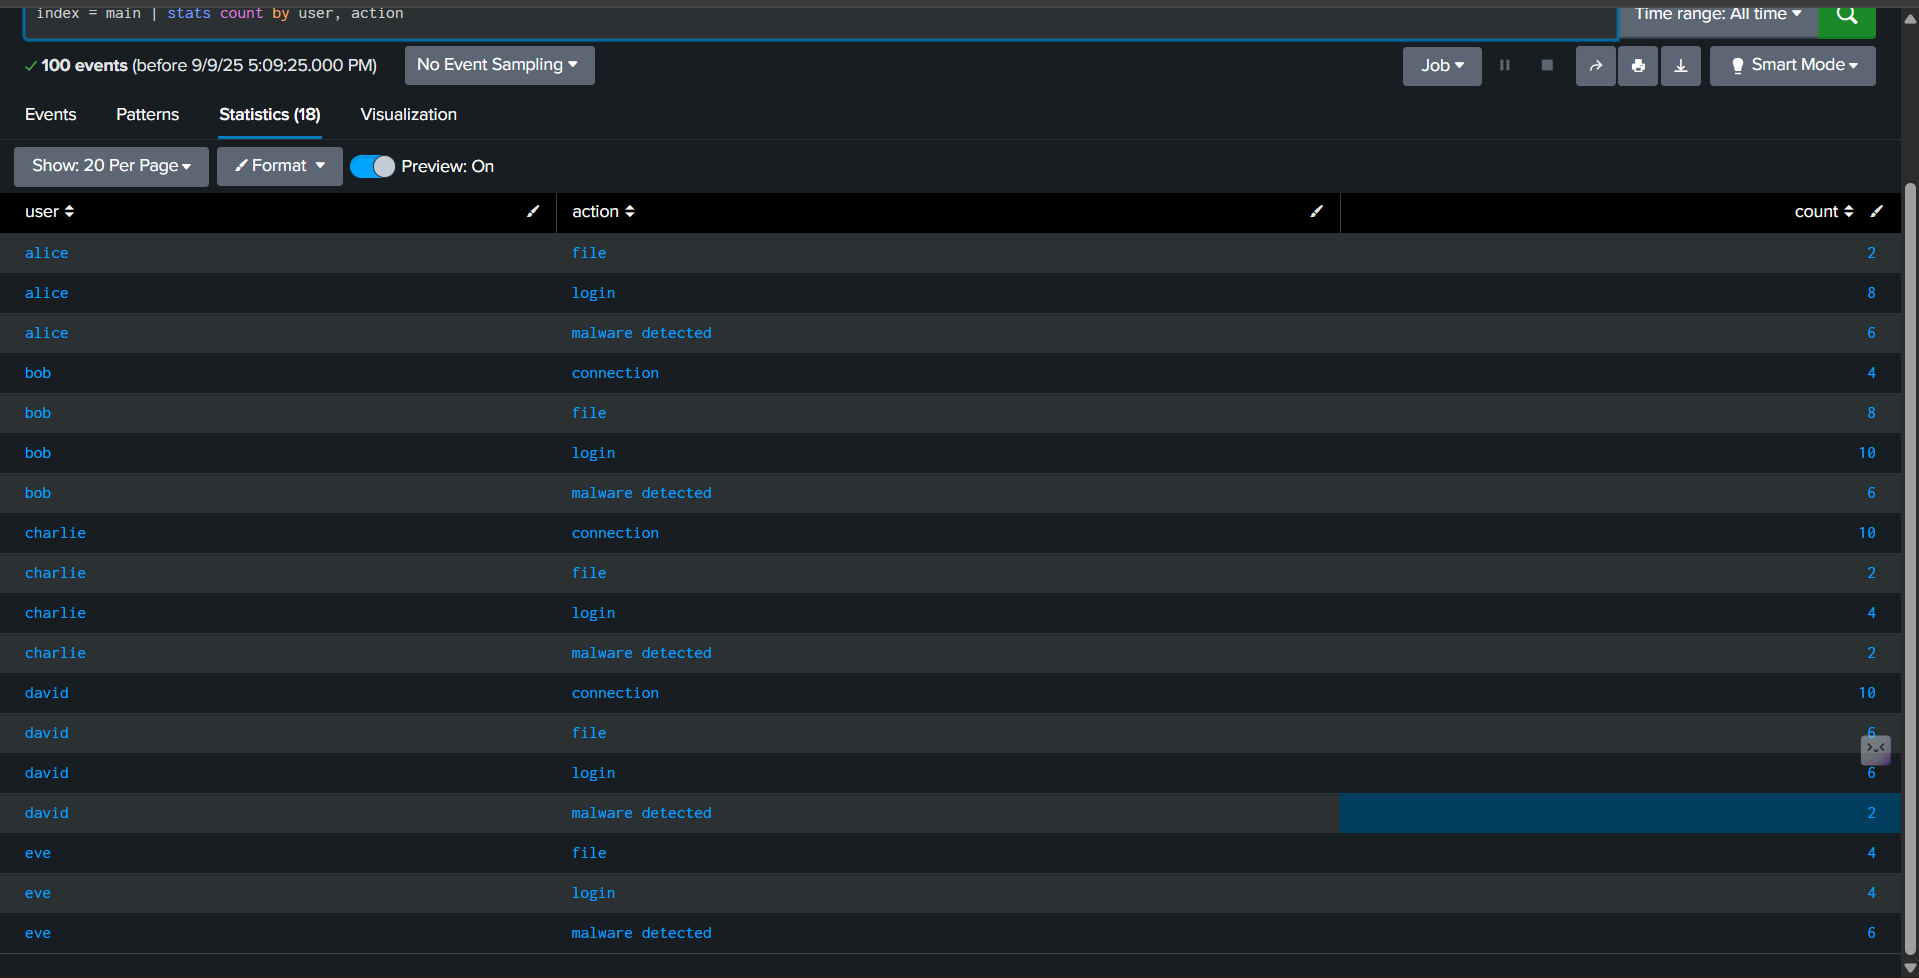 index = main | stats count by user, action
Time range: All time
100 events (before 9/9/25 5:09:25.000 PM)
No Event Sampling
Job
Smart Mode
Events
Patterns
Statistics (18)
Visualization
Show: 20 Per Page
Format
Preview: On
user action count
alice file 2
alice login 8
alice malware detected 6
bob connection 4
bob file 8
bob login 10
bob malware detected 6
charlie connection 10
charlie file 2
charlie login 4
charlie malware detected 2
david connection 10
david file 6
david login 6
david malware detected 2
eve file 4
eve login 4
eve malware detected 6